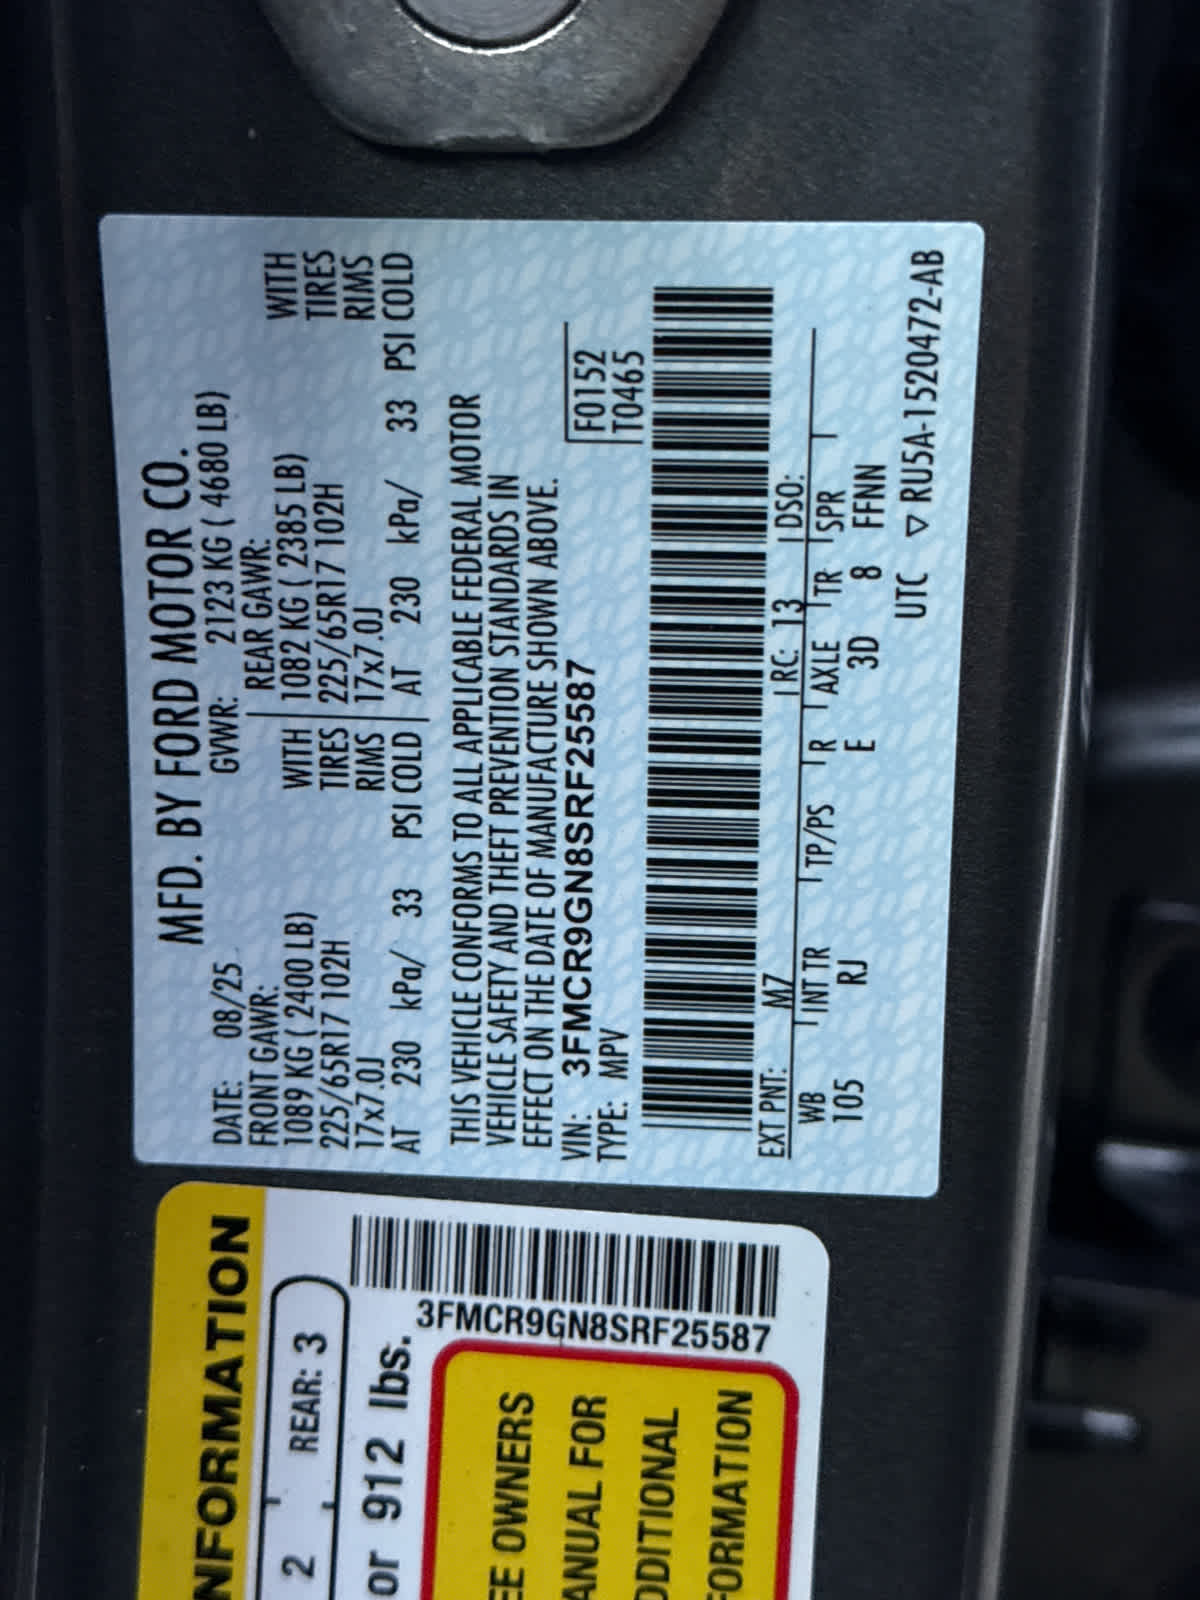 MFD. BY FORD MOTOR CO.
DATE: 08/25 GVWR: 2123 KG ( 4680 LB)
FRONT GAWR: REAR GAWR:
1089 KG ( 2400 LB) WITH 1082 KG ( 2385 LB) WITH
225/65R17 102H TIRES 225/65R17 102H TIRES
17x7.0J RIMS 17x7.0J RIMS
AT 230 kPa/ 33 PSI COLD AT 230 kPa/ 33 PSI COLD
THIS VEHICLE CONFORMS TO ALL APPLICABLE FEDERAL MOTOR
VEHICLE SAFETY AND THEFT PREVENTION STANDARDS IN
EFFECT ON THE DATE OF MANUFACTURE SHOWN ABOVE.
VIN: 3FMCR9GN8SRF25587 F0152
TYPE: MPV T0465
EXT PNT: M7 RC: 13 DSO:
WB INT TR TP/PS R AXLE TR SPR
105 RJ E 3D 8 FFNN
UTC ▽ RU5A-1520472-AB
NFORMATION
2 REAR: 3
or 912 lbs.
3FMCR9GN8SRF25587
EE OWNERS
ANUAL FOR
DDITIONAL
FORMATION